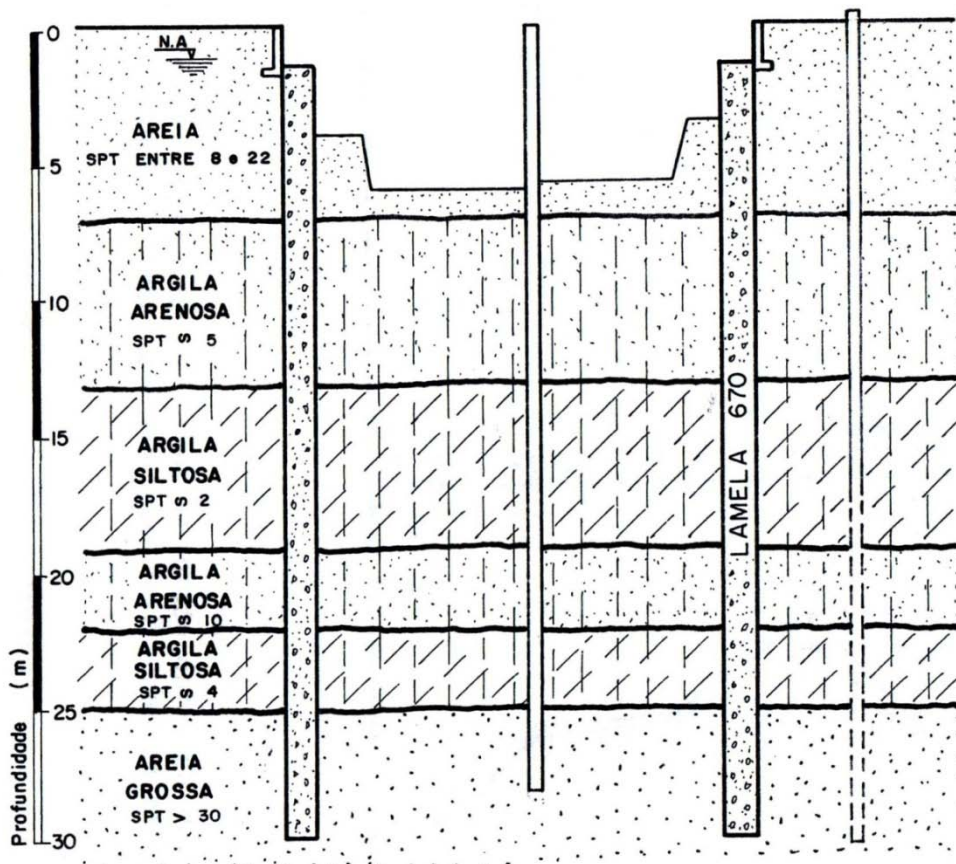 0
N.A
AREIA
SPT ENTRE 8 e 22
5
ARGILA
10
ARENOSA
SPT ≤ 5
15
ARGILA
SILTOSA
SPT ≤ 2
LAMELA 670
20
ARGILA
ARENOSA
SPT ≤ 10
ARGILA
SILTOSA
SPT ≤ 4
25
AREIA
GROSSA
SPT > 30
30
Profundidade (m)